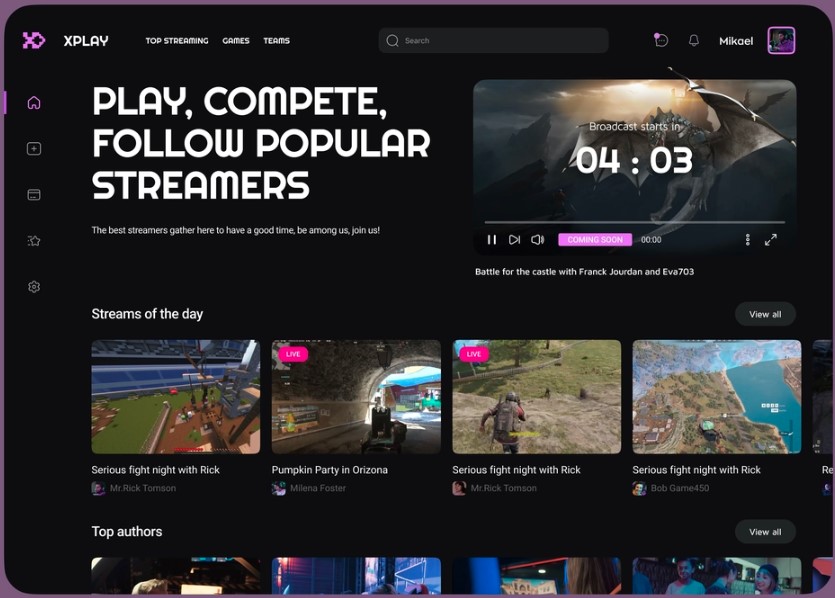 XPLAY
TOP STREAMING GAMES TEAMS
Search
Mikael
PLAY, COMPETE,
FOLLOW POPULAR
STREAMERS
The best streamers gather here to have a good time, be among us, join us!
Broadcast starts in
04 : 03
COMING SOON 00:00
Battle for the castle with Franck Jourdan and Eva703
Streams of the day
View all
LIVE
LIVE
Serious fight night with Rick
Mr.Rick Tomson
Pumpkin Party in Orizona
Milena Foster
Serious fight night with Rick
Mr.Rick Tomson
Serious fight night with Rick
Bob Game450
Re
Top authors
View all